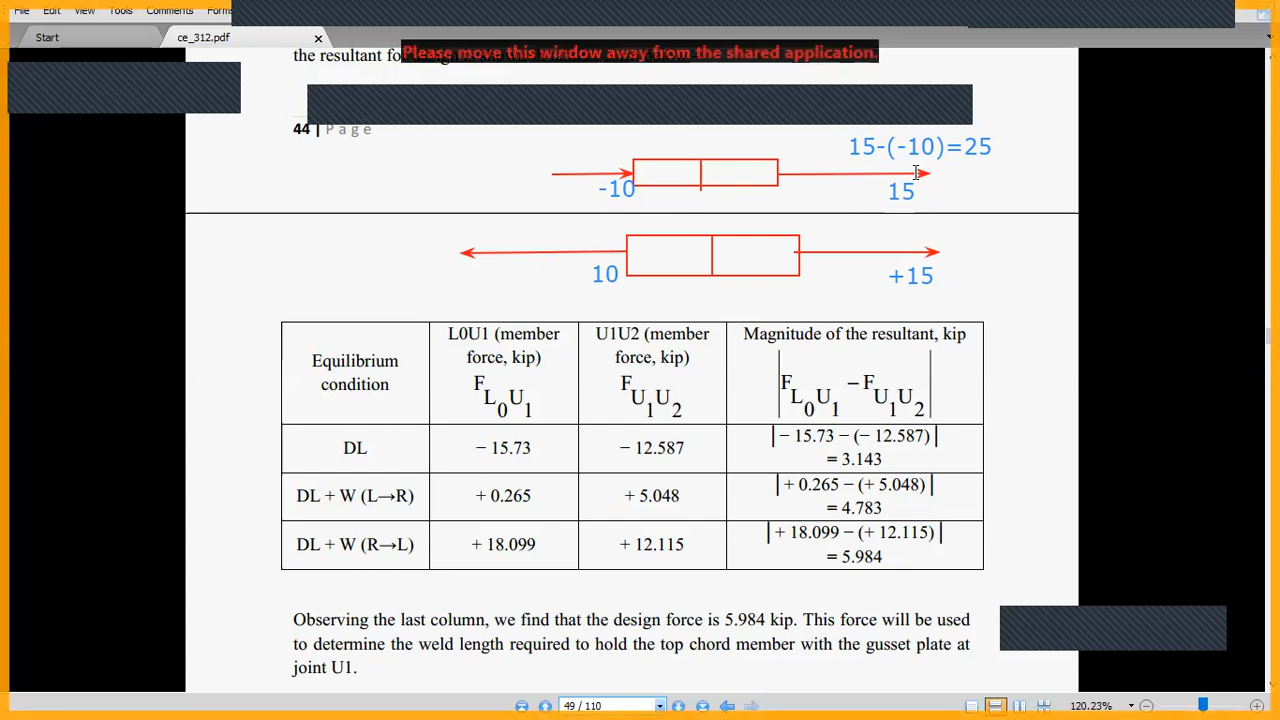 File Edit View Tools Comments Help
Start
ce_312.pdf
Please move this window away from the shared application.
the resultant
44 | Page
15-(-10)=25
-10
15
10
+15
Equilibrium condition
L0U1 (member force, kip) F L0U1
U1U2 (member force, kip) F U1U2
Magnitude of the resultant, kip |F L0U1 − F U1U2|
DL
− 15.73
− 12.587
|− 15.73 − (− 12.587)|
= 3.143
DL + W (L→R)
+ 0.265
+ 5.048
|+ 0.265 − (+ 5.048)|
= 4.783
DL + W (R→L)
+ 18.099
+ 12.115
|+ 18.099 − (+ 12.115)|
= 5.984
Observing the last column, we find that the design force is 5.984 kip. This force will be used
to determine the weld length required to hold the top chord member with the gusset plate at
joint U1.
49 / 110
120.23%